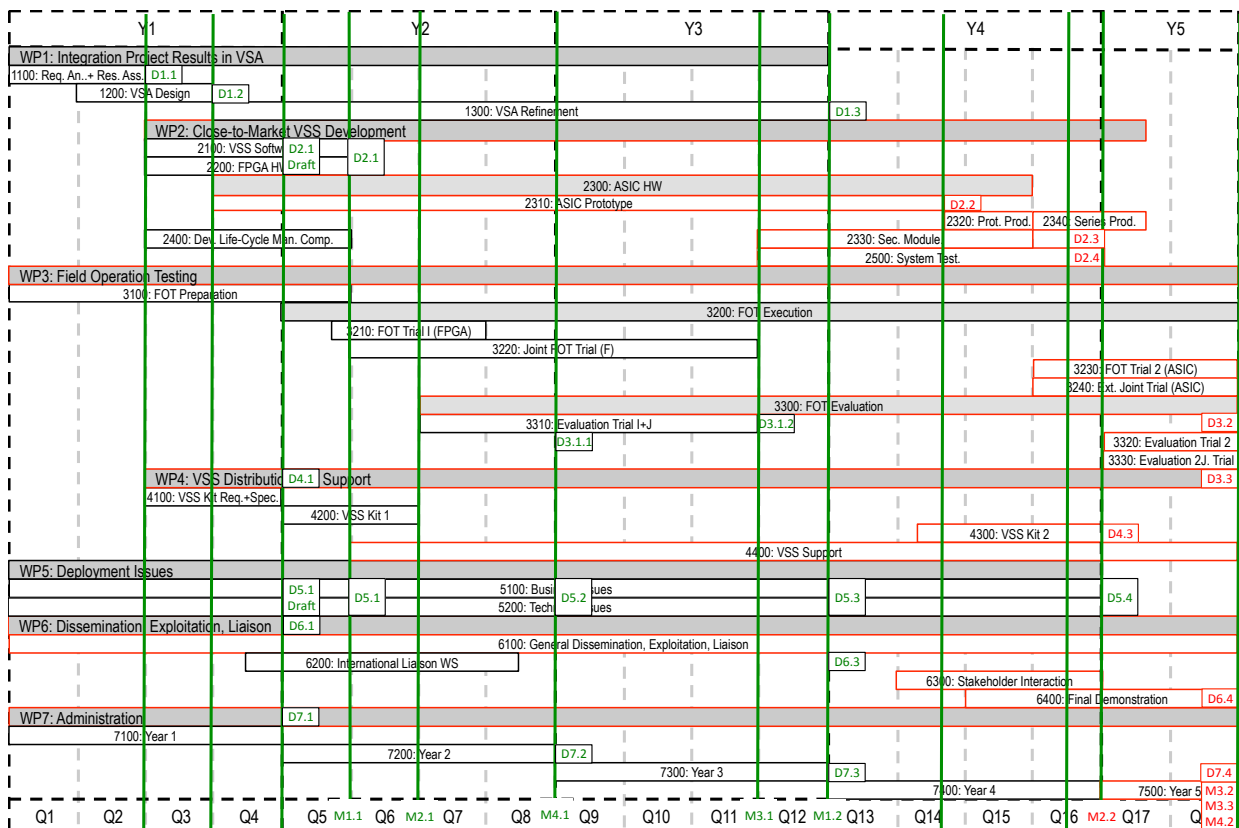 Y1 Y2 Y3 Y4 Y5
WP1: Integration Project Results in VSA
1100: Req. An..+ Res. Ass. D1.1
1200: VSA Design D1.2
1300: VSA Refinement D1.3
WP2: Close-to-Market VSS Development
2100: VSS Softw D2.1 D2.1
2200: FPGA HW Draft
2300: ASIC HW
2310: ASIC Prototype D2.2
2320: Prot. Prod. 2340: Series Prod.
2400: Dev. Life-Cycle Man. Comp. 2330: Sec. Module. D2.3
2500: System Test. D2.4
WP3: Field Operation Testing
3100: FOT Preparation
3200: FOT Execution
3210: FOT Trial I (FPGA)
3220: Joint FOT Trial (F)
3230: FOT Trial 2 (ASIC)
3240: Ext. Joint Trial (ASIC)
3300: FOT Evaluation
3310: Evaluation Trial I+J D3.1.2 D3.2
D3.1.1 3320: Evaluation Trial 2
3330: Evaluation 2J. Trial
WP4: VSS Distributio D4.1 Support D3.3
4100: VSS Kit Req.+Spec.
4200: VSS Kit 1
4300: VSS Kit 2 D4.3
4400: VSS Support
WP5: Deployment Issues
D5.1 D5.1 5100: Busin D5.2 sues D5.3 D5.4
Draft 5200: Techn ssues
WP6: Dissemination, Exploitation, Liaison D6.1
6100: General Dissemination, Exploitation, Liaison
6200: International Liaison WS D6.3
6300: Stakeholder Interaction
6400: Final Demonstration D6.4
WP7: Administration D7.1
7100: Year 1
7200: Year 2 D7.2
7300: Year 3 D7.3 D7.4
7400: Year 4 7500: Year 5 M3.2
Q1 Q2 Q3 Q4 Q5 M1.1 Q6 M2.1 Q7 Q8 M4.1 Q9 Q10 Q11 M3.1 Q12 M1.2 Q13 Q14 Q15 Q16 M2.2 Q17 Q M3.3
M4.2